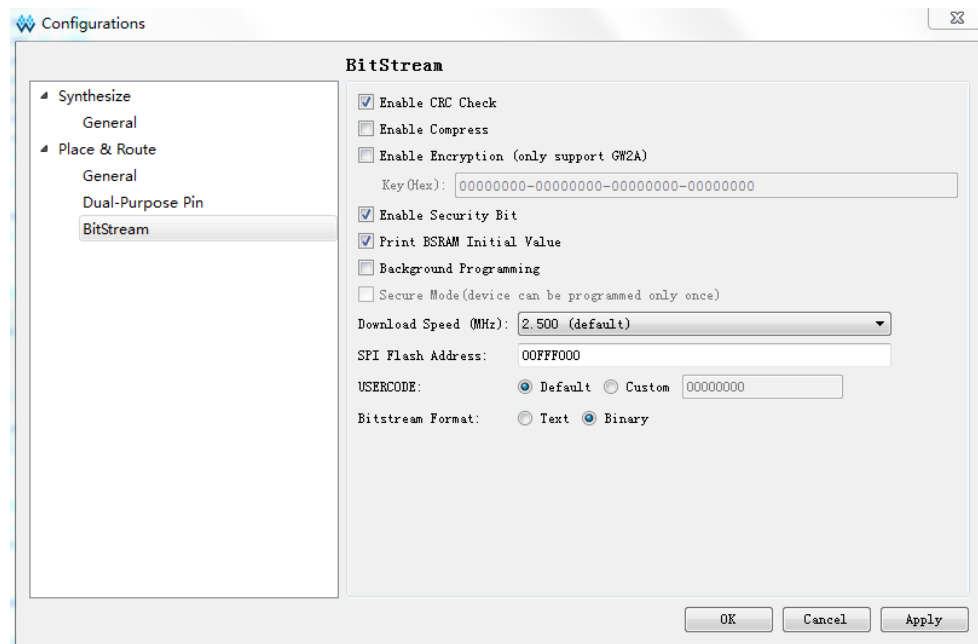 Configurations
BitStream
Synthesize
General
Place & Route
General
Dual-Purpose Pin
BitStream
Enable CRC Check
Enable Compress
Enable Encryption (only support GW2A)
Key(Hex): 00000000-00000000-00000000-00000000
Enable Security Bit
Print BSRAM Initial Value
Background Programming
Secure Mode(device can be programmed only once)
Download Speed (MHz): 2.500 (default)
SPI Flash Address: 00FFF000
USERCODE: Default Custom 00000000
Bitstream Format: Text Binary
OK Cancel Apply